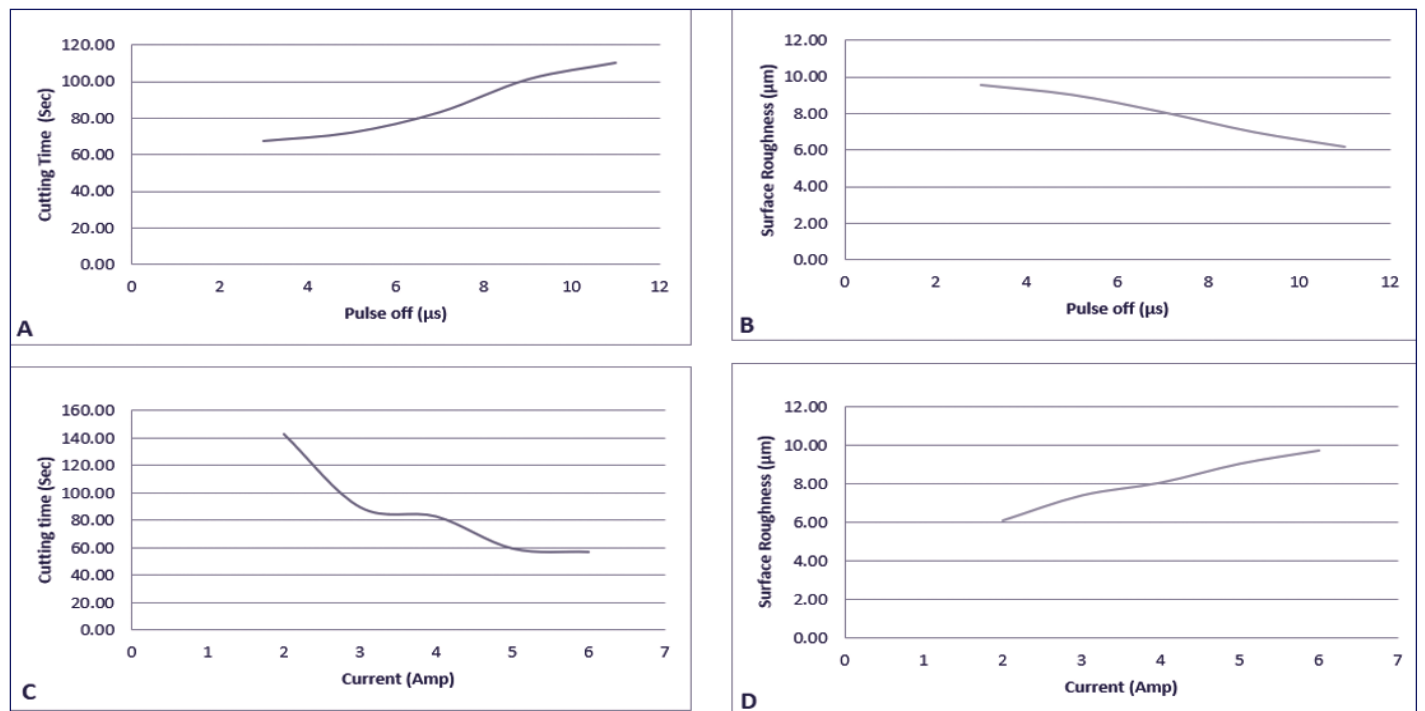 120.00
100.00
80.00
60.00
40.00
20.00
0.00
Cutting Time (Sec)
0 2 4 6 8 10 12
Pulse off (µs)
A
12.00
10.00
8.00
6.00
4.00
2.00
0.00
Surface Roughness (µm)
0 2 4 6 8 10 12
Pulse off (µs)
B
160.00
140.00
120.00
100.00
80.00
60.00
40.00
20.00
0.00
Cutting time (Sec)
0 1 2 3 4 5 6 7
Current (Amp)
C
12.00
10.00
8.00
6.00
4.00
2.00
0.00
Surface Roughness (µm)
0 1 2 3 4 5 6 7
Current (Amp)
D